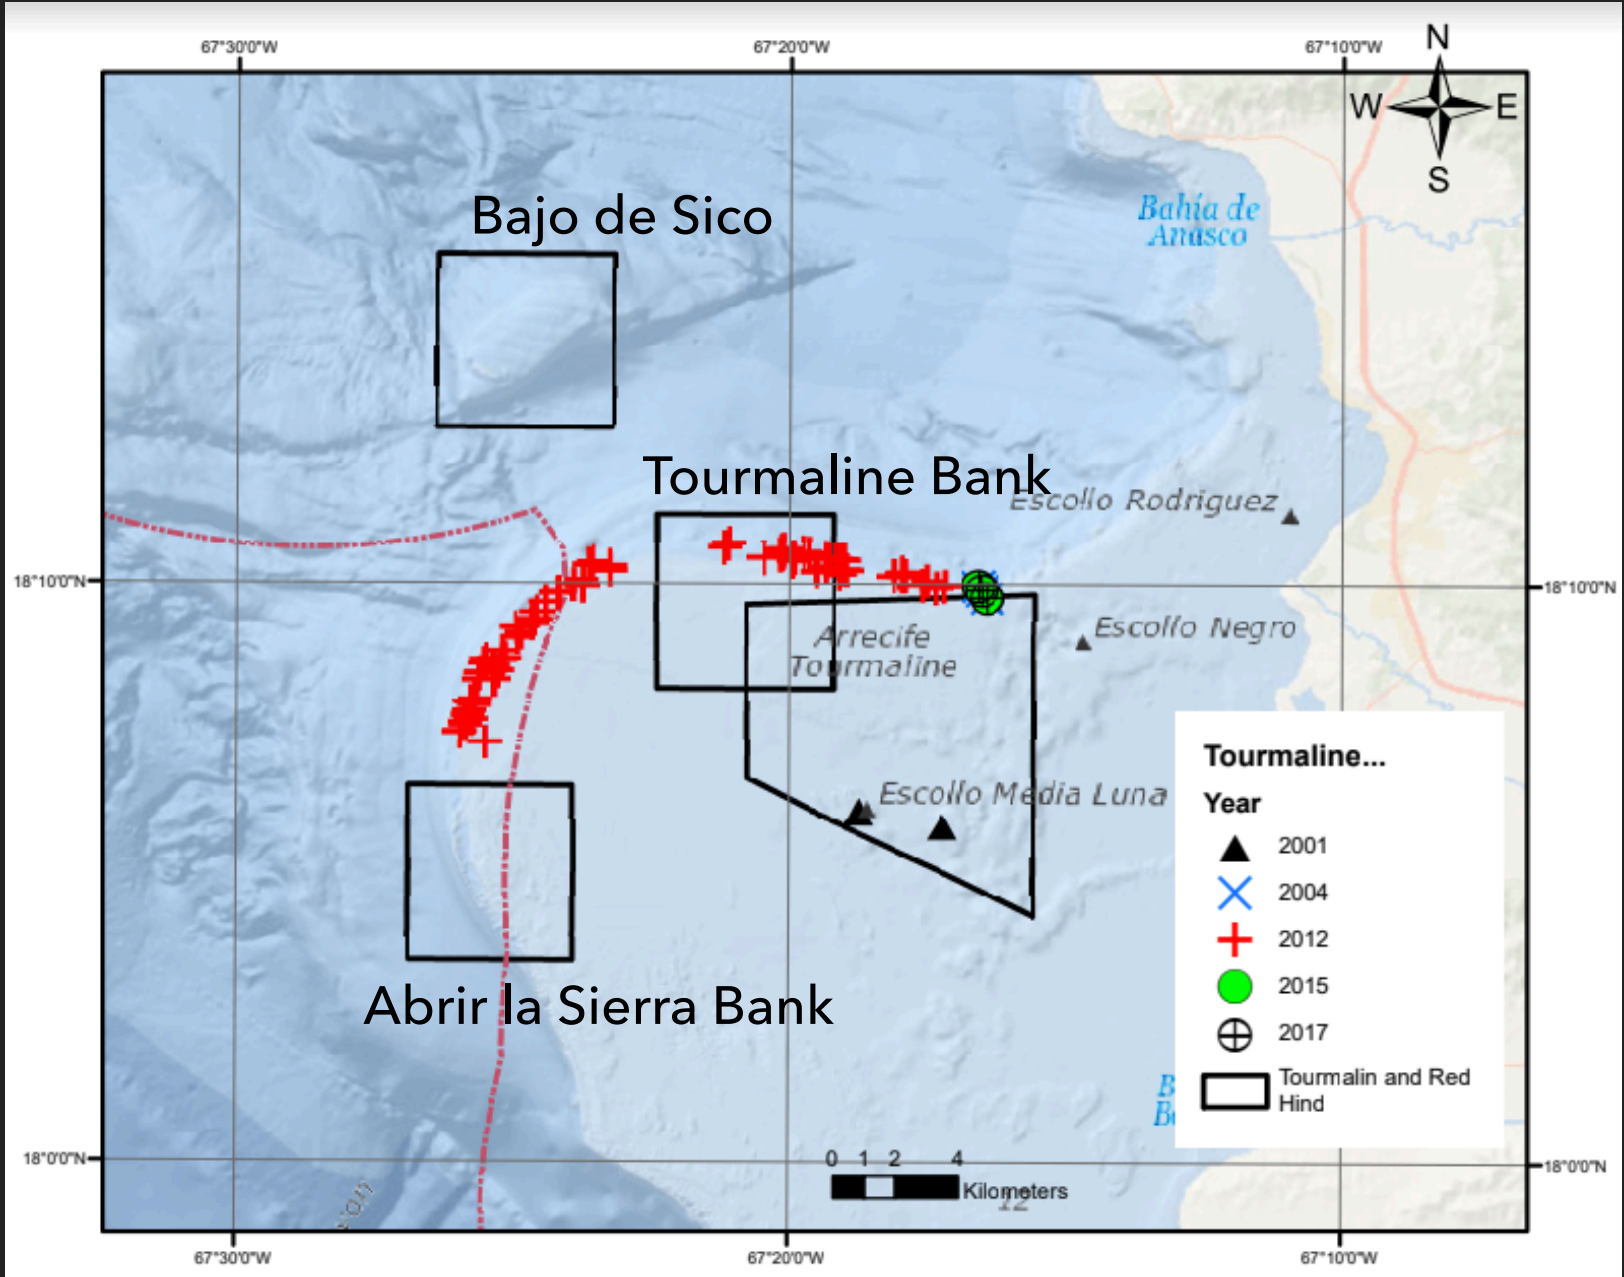 67°30'0"W 67°20'0"W 67°10'0"W
N
W E
S
Bahía de
Anasco
Bajo de Sico
Tourmaline Bank
Escollo Rodriguez
18°10'0"N 18°10'0"N
Escollo Negro
Arrecife
Tourmaline
Escollo Media Luna
Abrir la Sierra Bank
Tourmaline...
Year
2001
2004
2012
2015
2017
Tourmalin and Red
Hind
B
18°0'0"N 18°0'0"N
0 1 2 4
Kilometers
12
67°30'0"W 67°20'0"W 67°10'0"W